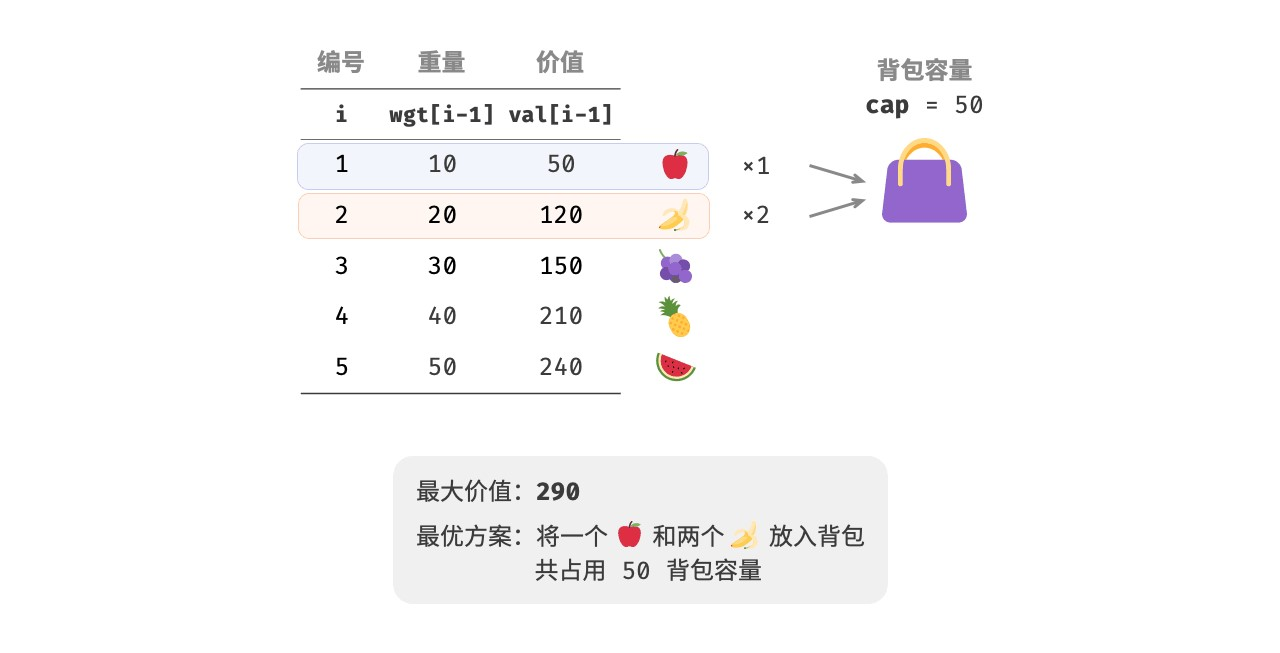 编号 重量 价值
i wgt[i-1] val[i-1]
1 10 50 ×1
2 20 120 ×2
3 30 150
4 40 210
5 50 240
背包容量
cap = 50
最大价值：290
最优方案：将一个 和两个 放入背包
共占用 50 背包容量